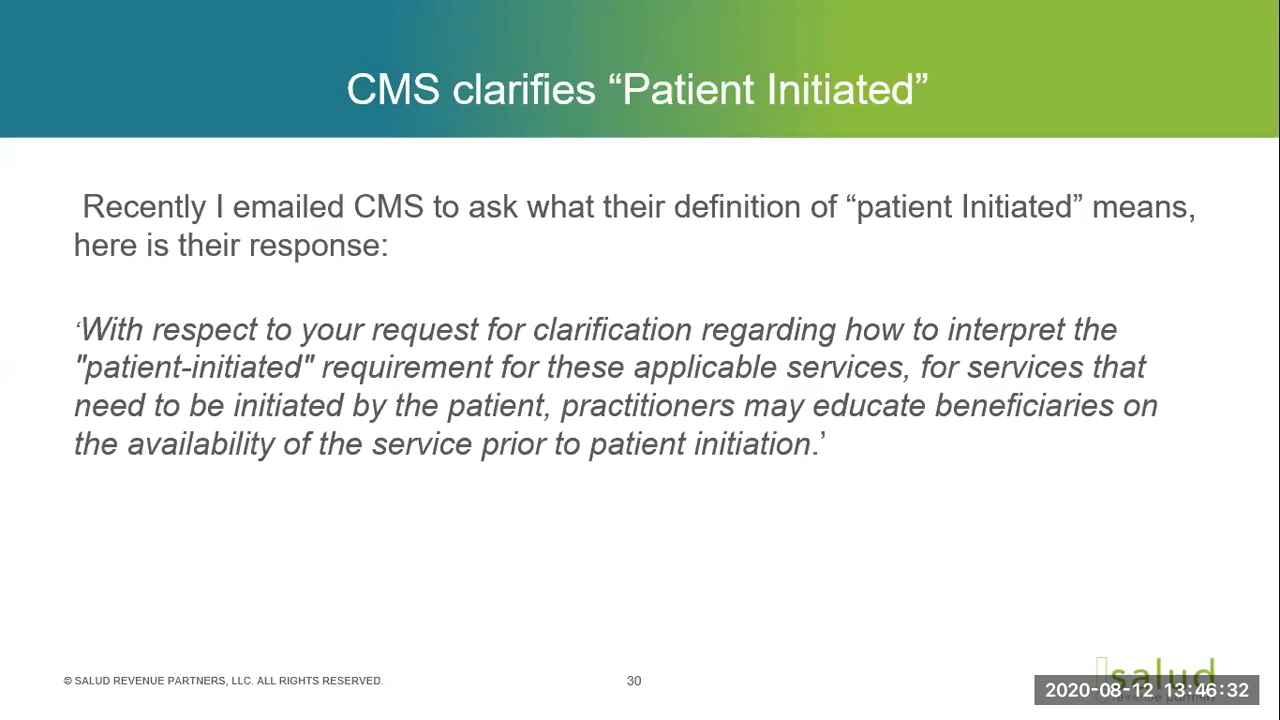 CMS clarifies “Patient Initiated”
Recently I emailed CMS to ask what their definition of “patient Initiated” means,
here is their response:
‘With respect to your request for clarification regarding how to interpret the
"patient-initiated" requirement for these applicable services, for services that
need to be initiated by the patient, practitioners may educate beneficiaries on
the availability of the service prior to patient initiation.’
© SALUD REVENUE PARTNERS, LLC. ALL RIGHTS RESERVED.
30
salud
revenue partners
2020-08-12 13:46:32